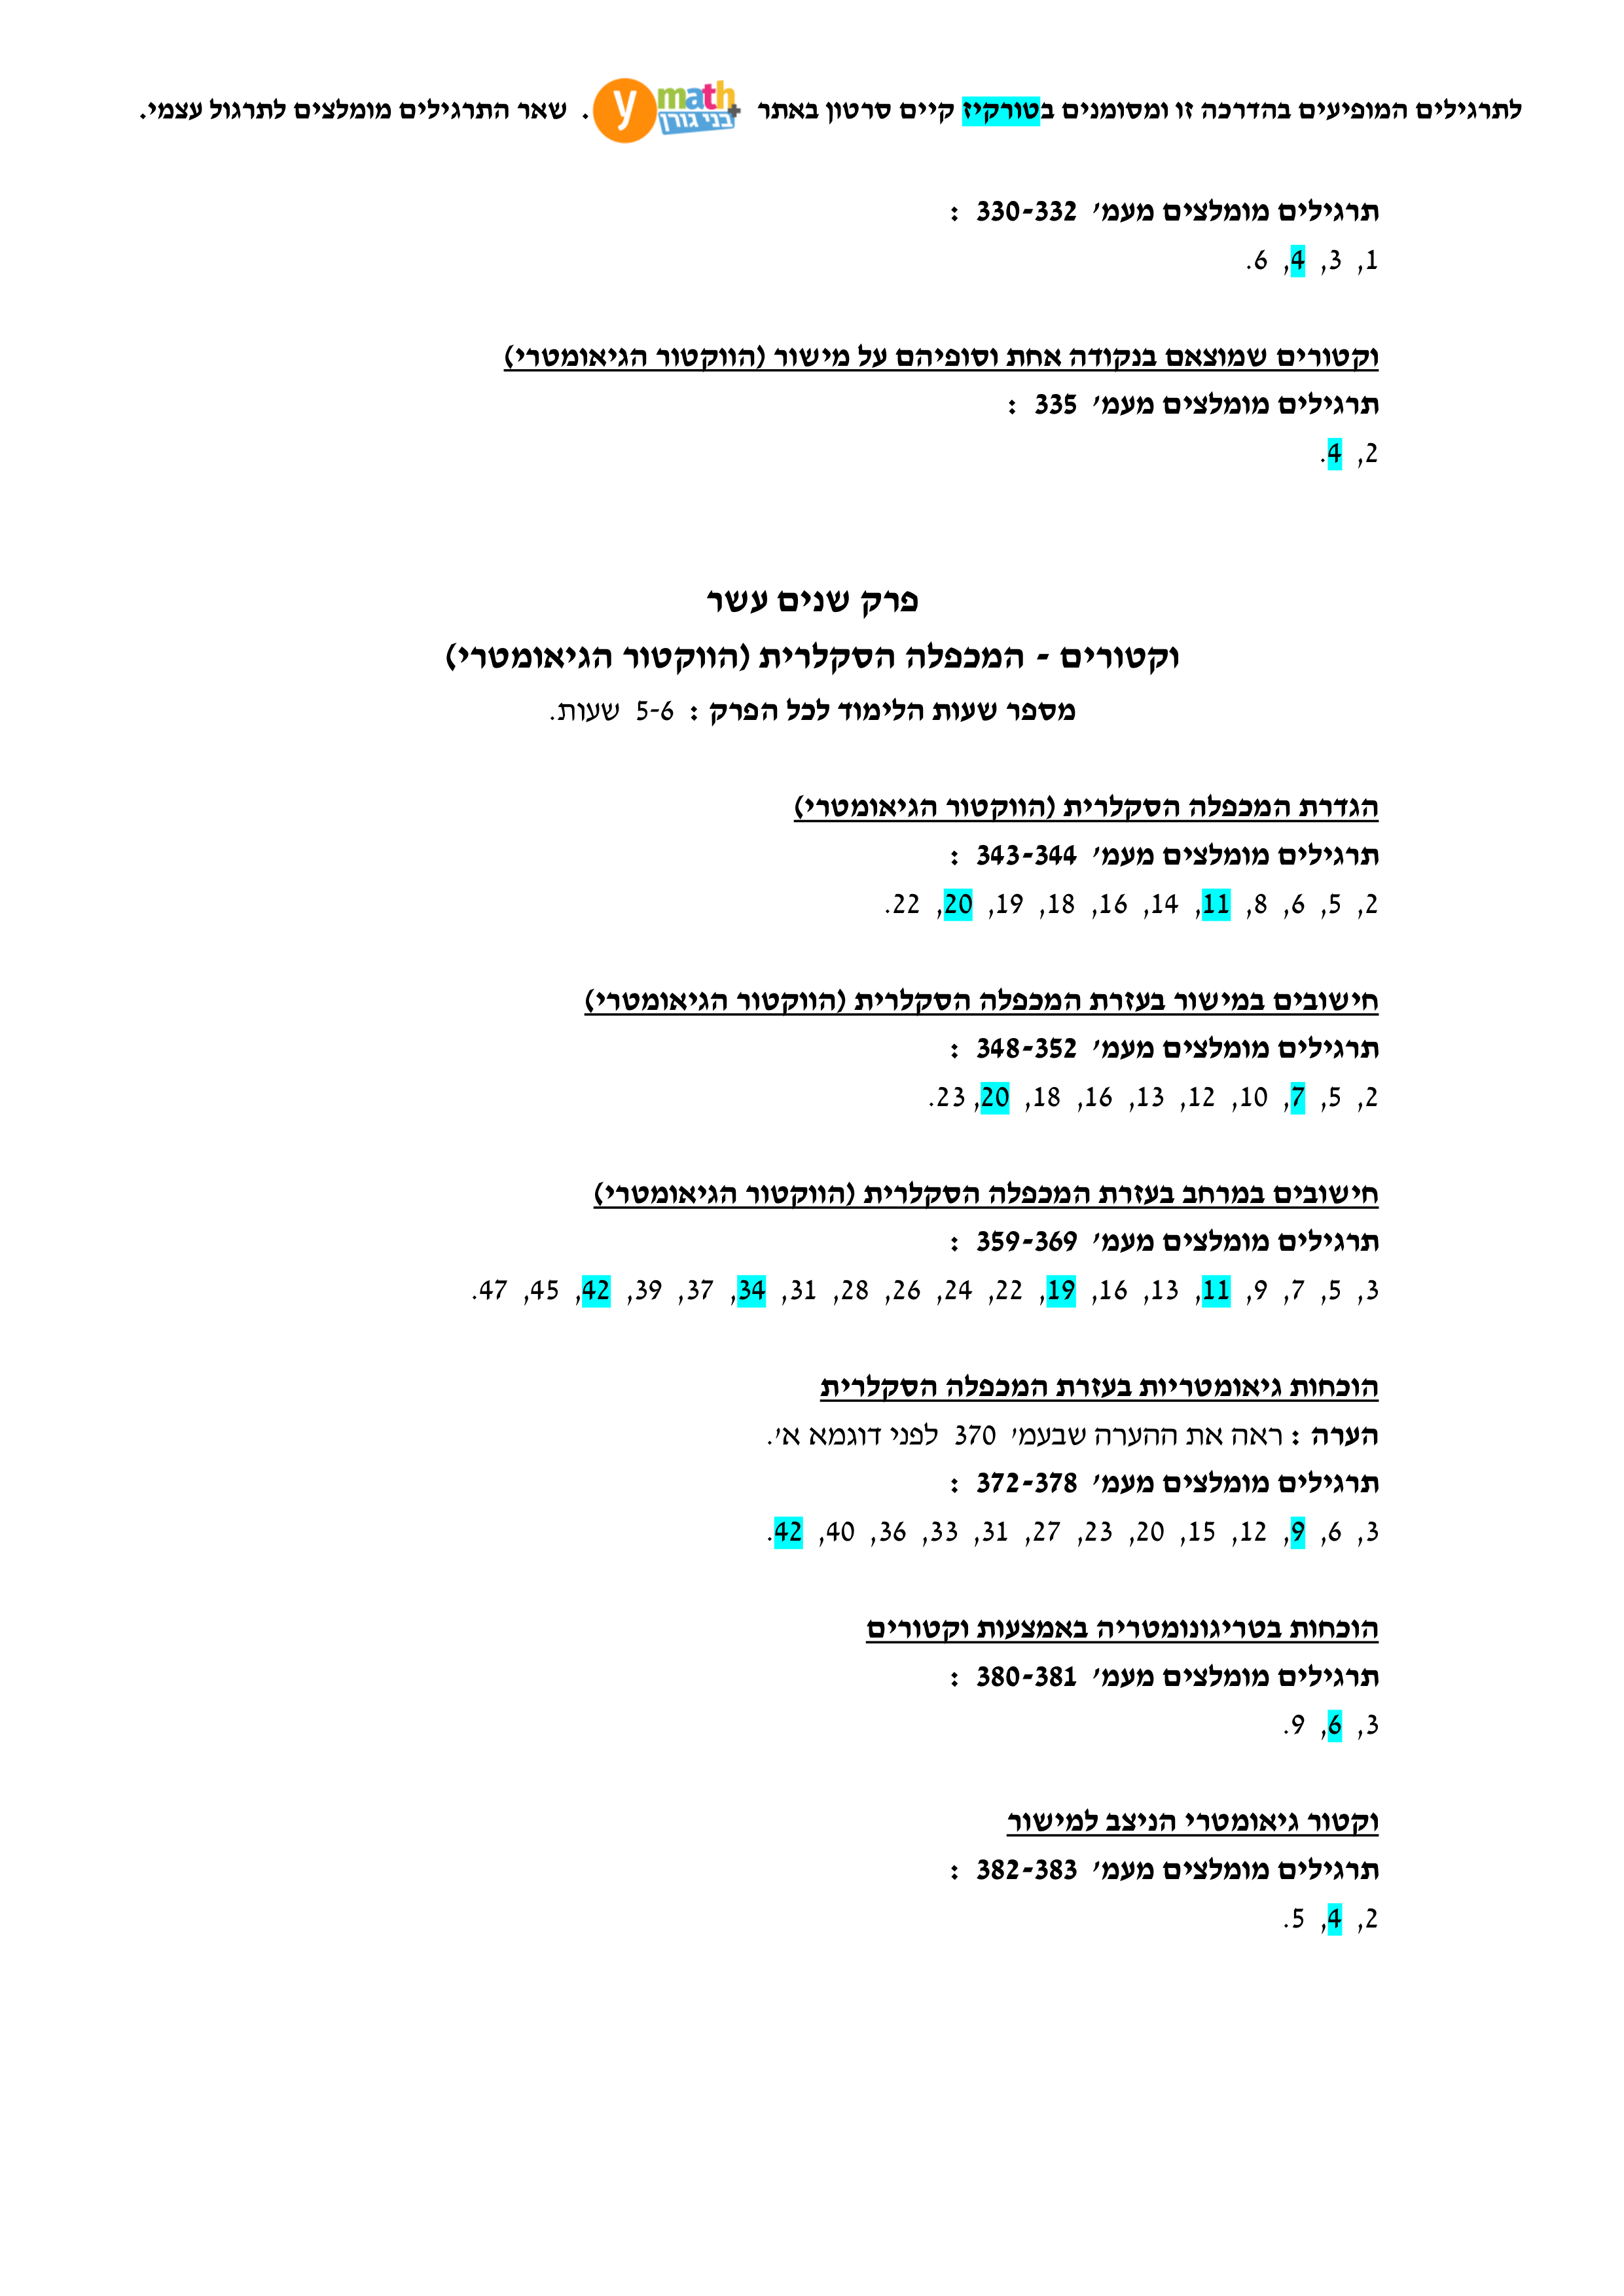 לתרגילים המופיעים בהדרכה זו ומסומנים בטורקיז קיים סרטון באתר y math+ בני גורן . שאר התרגילים מומלצים לתרגול עצמי.
תרגילים מומלצים מעמ' 330-332 :
1, 3, 4, 6.
וקטורים שמוצאם בנקודה אחת וסופיהם על מישור (הווקטור הגיאומטרי)
תרגילים מומלצים מעמ' 335 :
2, 4.
פרק שנים עשר
וקטורים - המכפלה הסקלרית (הווקטור הגיאומטרי)
מספר שעות הלימוד לכל הפרק : 5-6 שעות.
הגדרת המכפלה הסקלרית (הווקטור הגיאומטרי)
תרגילים מומלצים מעמ' 343-344 :
2, 5, 6, 8, 11, 14, 16, 18, 19, 20, 22.
חישובים במישור בעזרת המכפלה הסקלרית (הווקטור הגיאומטרי)
תרגילים מומלצים מעמ' 348-352 :
2, 5, 7, 10, 12, 13, 16, 18, 20, 23.
חישובים במרחב בעזרת המכפלה הסקלרית (הווקטור הגיאומטרי)
תרגילים מומלצים מעמ' 359-369 :
3, 5, 7, 9, 11, 13, 16, 19, 22, 24, 26, 28, 31, 34, 37, 39, 42, 45, 47.
הוכחות גיאומטריות בעזרת המכפלה הסקלרית
הערה : ראה את ההערה שבעמ' 370 לפני דוגמא א'.
תרגילים מומלצים מעמ' 372-378 :
3, 6, 9, 12, 15, 20, 23, 27, 31, 33, 36, 40, 42.
הוכחות בטריגונומטריה באמצעות וקטורים
תרגילים מומלצים מעמ' 380-381 :
3, 6, 9.
וקטור גיאומטרי הניצב למישור
תרגילים מומלצים מעמ' 382-383 :
2, 4, 5.